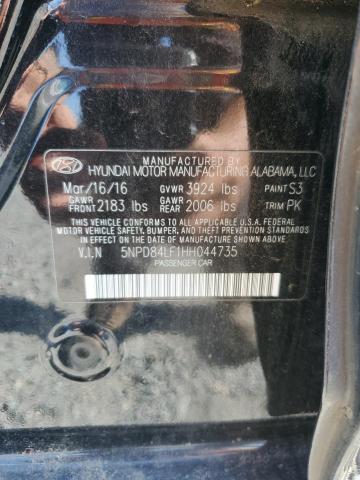 MANUFACTURED BY
HYUNDAI MOTOR MANUFACTURING ALABAMA, LLC
Mar/16/16 GVWR 3924 lbs PAINT S3
GAWR FRONT 2183 lbs GAWR REAR 2006 lbs TRIM PK
THIS VEHICLE CONFORMS TO ALL APPLICABLE U.S.A. FEDERAL
MOTOR VEHICLE SAFETY, BUMPER, AND THEFT PREVENTION
STANDARDS IN EFFECT ON THE DATE OF MANUFACTURE SHOWN ABOVE.
V.I.N 5NPD84LF1HH044735
PASSENGER CAR